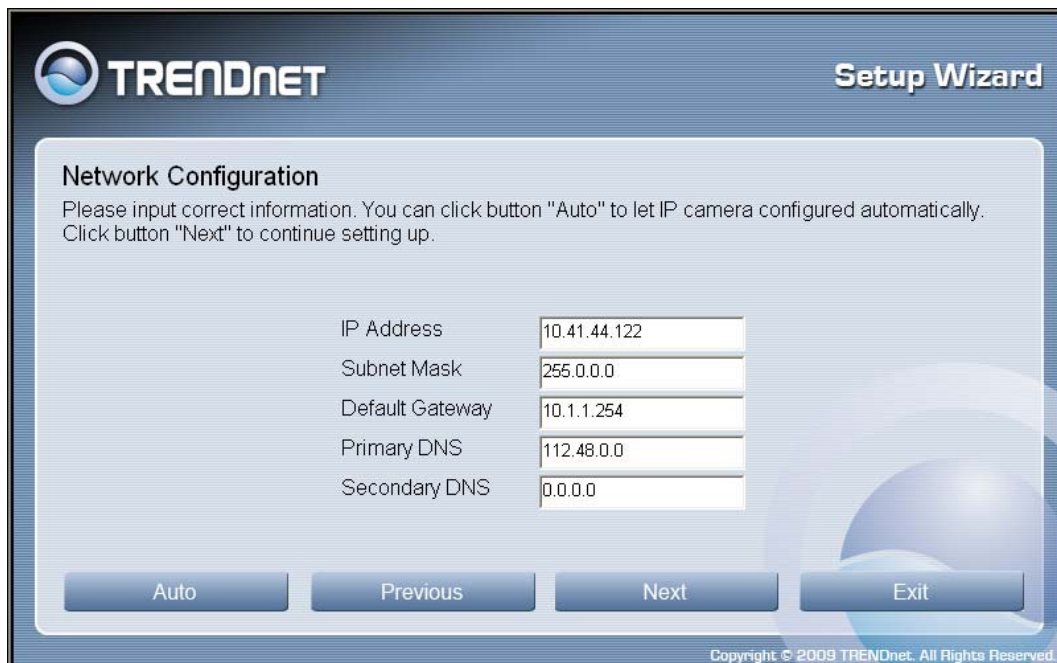 TRENDNET
Setup Wizard
Network Configuration
Please input correct information. You can click button "Auto" to let IP camera configured automatically.
Click button "Next" to continue setting up.
IP Address 10.41.44.122
Subnet Mask 255.0.0.0
Default Gateway 10.1.1.254
Primary DNS 112.48.0.0
Secondary DNS 0.0.0.0
Auto Previous Next Exit
Copyright © 2009 TRENDnet. All Rights Reserved.